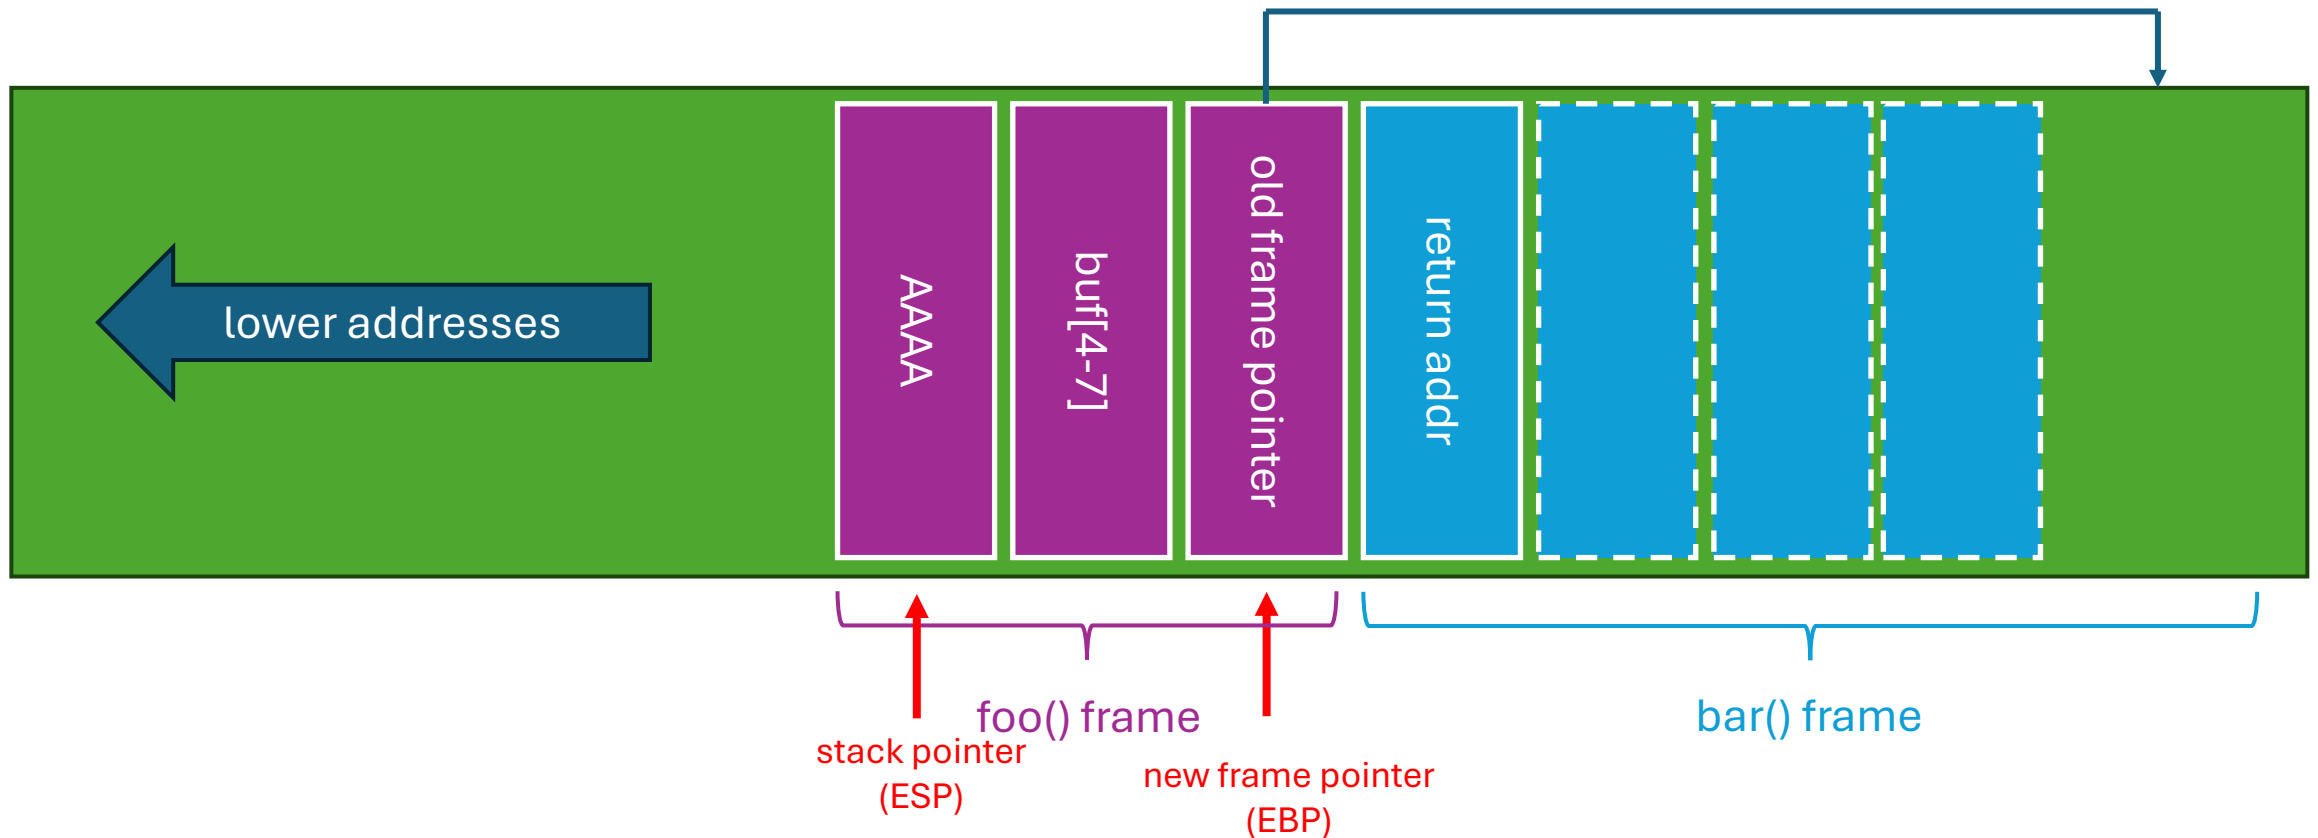 lower addresses
AAAA
buf[4-7]
old frame pointer
return addr
foo() frame
bar() frame
stack pointer
(ESP)
new frame pointer
(EBP)